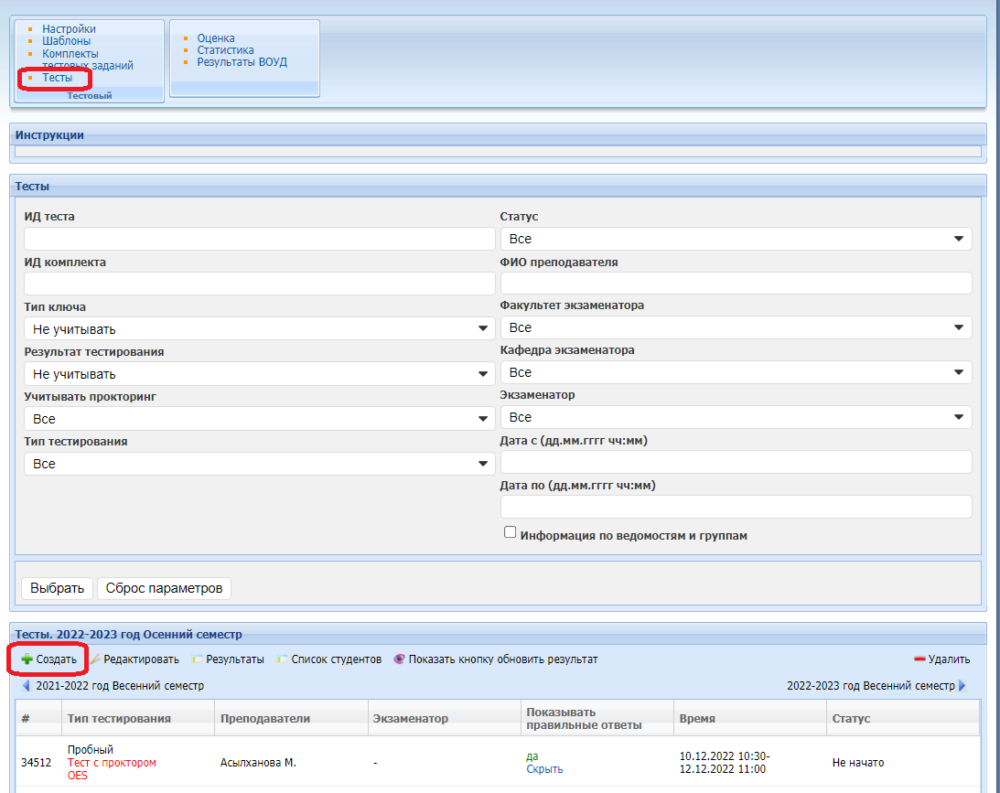 Настройки
Шаблоны
Комплекты
тестовых заданий
Тесты
Тестовый
Оценка
Статистика
Результаты ВОУД
Инструкции
Тесты
ИД теста
Статус
Все
ИД комплекта
ФИО преподавателя
Тип ключа
Не учитывать
Факультет экзаменатора
Все
Результат тестирования
Не учитывать
Кафедра экзаменатора
Все
Учитывать прокторинг
Все
Экзаменатор
Все
Тип тестирования
Все
Дата с (дд.мм.гггг чч:мм)
Дата по (дд.мм.гггг чч:мм)
Информация по ведомостям и группам
Выбрать Сброс параметров
Тесты. 2022-2023 год Осенний семестр
Создать Редактировать Результаты Список студентов Показать кнопку обновить результат Удалить
2021-2022 год Весенний семестр 2022-2023 год Весенний семестр
# Тип тестирования Преподаватели Экзаменатор Показывать правильные ответы Время Статус
34512 Пробный Тест с проктором OES Асылханова М. - да Скрыть 10.12.2022 10:30- 12.12.2022 11:00 Не начато